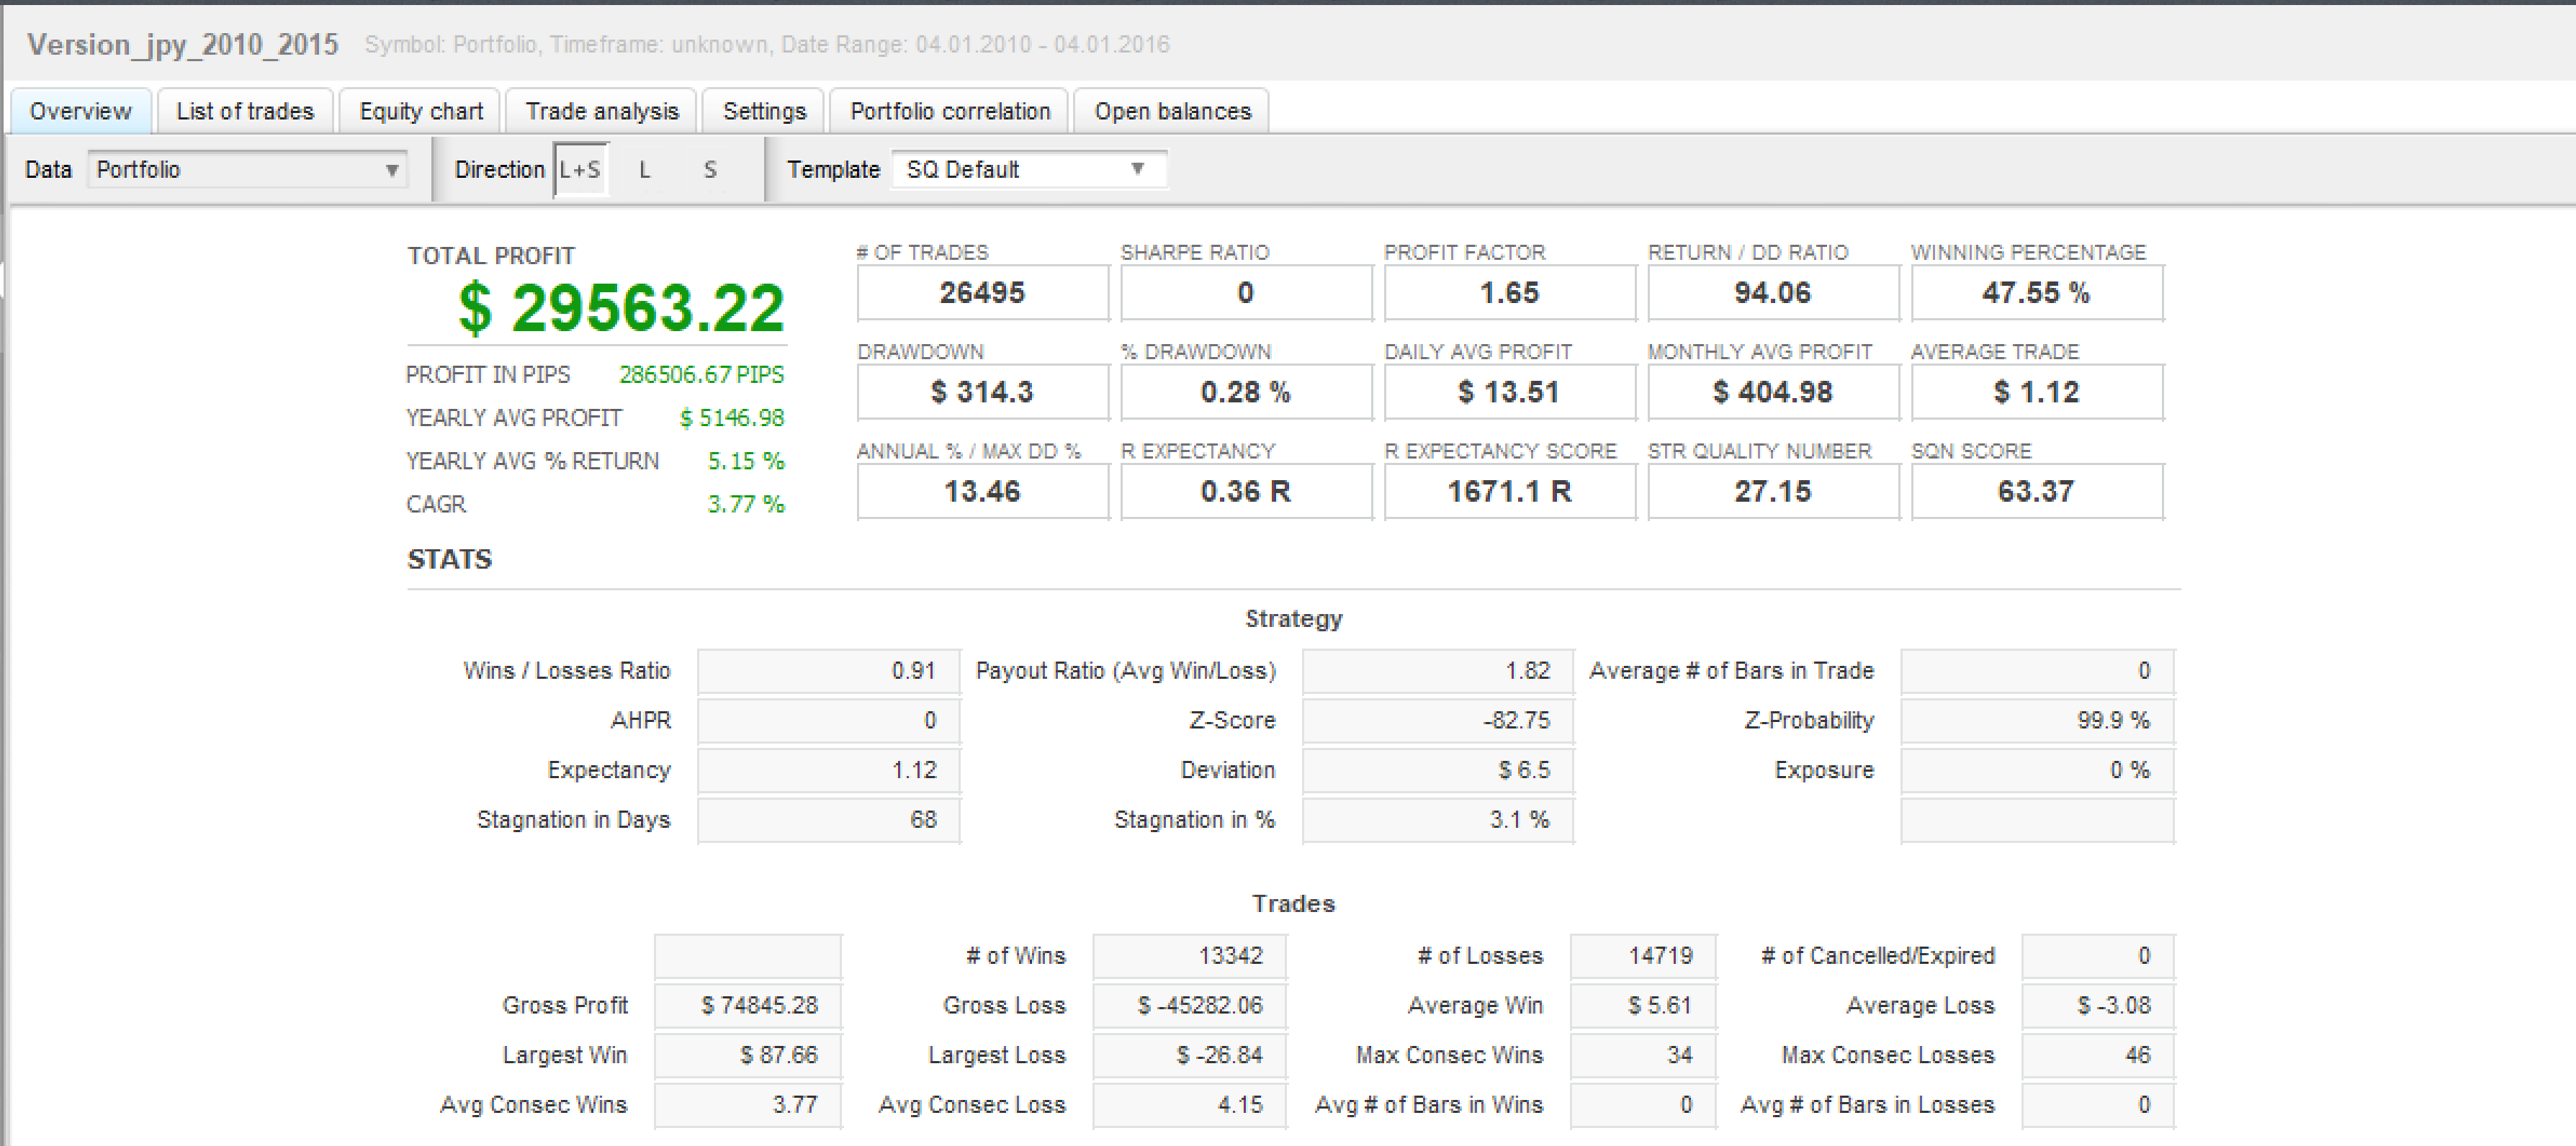 Version_jpy_2010_2015 Symbol: Portfolio, Timeframe: unknown, Date Range: 04.01.2010 - 04.01.2016
Overview List of trades Equity chart Trade analysis Settings Portfolio correlation Open balances
Data Portfolio Direction L+S L S Template SQ Default
TOTAL PROFIT
$ 29563.22
PROFIT IN PIPS 286506.67 PIPS
YEARLY AVG PROFIT $ 5146.98
YEARLY AVG % RETURN 5.15 %
CAGR 3.77 %
# OF TRADES SHARPE RATIO PROFIT FACTOR RETURN / DD RATIO WINNING PERCENTAGE
26495 0 1.65 94.06 47.55 %
DRAWDOWN % DRAWDOWN DAILY AVG PROFIT MONTHLY AVG PROFIT AVERAGE TRADE
$ 314.3 0.28 % $ 13.51 $ 404.98 $ 1.12
ANNUAL % / MAX DD % R EXPECTANCY R EXPECTANCY SCORE STR QUALITY NUMBER SQN SCORE
13.46 0.36 R 1671.1 R 27.15 63.37
STATS
Strategy
Wins / Losses Ratio 0.91 Payout Ratio (Avg Win/Loss) 1.82 Average # of Bars in Trade 0
AHPR 0 Z-Score -82.75 Z-Probability 99.9 %
Expectancy 1.12 Deviation $ 6.5 Exposure 0 %
Stagnation in Days 68 Stagnation in % 3.1 %
Trades
# of Wins 13342 # of Losses 14719 # of Cancelled/Expired 0
Gross Profit $ 74845.28 Gross Loss $ -45282.06 Average Win $ 5.61 Average Loss $ -3.08
Largest Win $ 87.66 Largest Loss $ -26.84 Max Consec Wins 34 Max Consec Losses 46
Avg Consec Wins 3.77 Avg Consec Loss 4.15 Avg # of Bars in Wins 0 Avg # of Bars in Losses 0